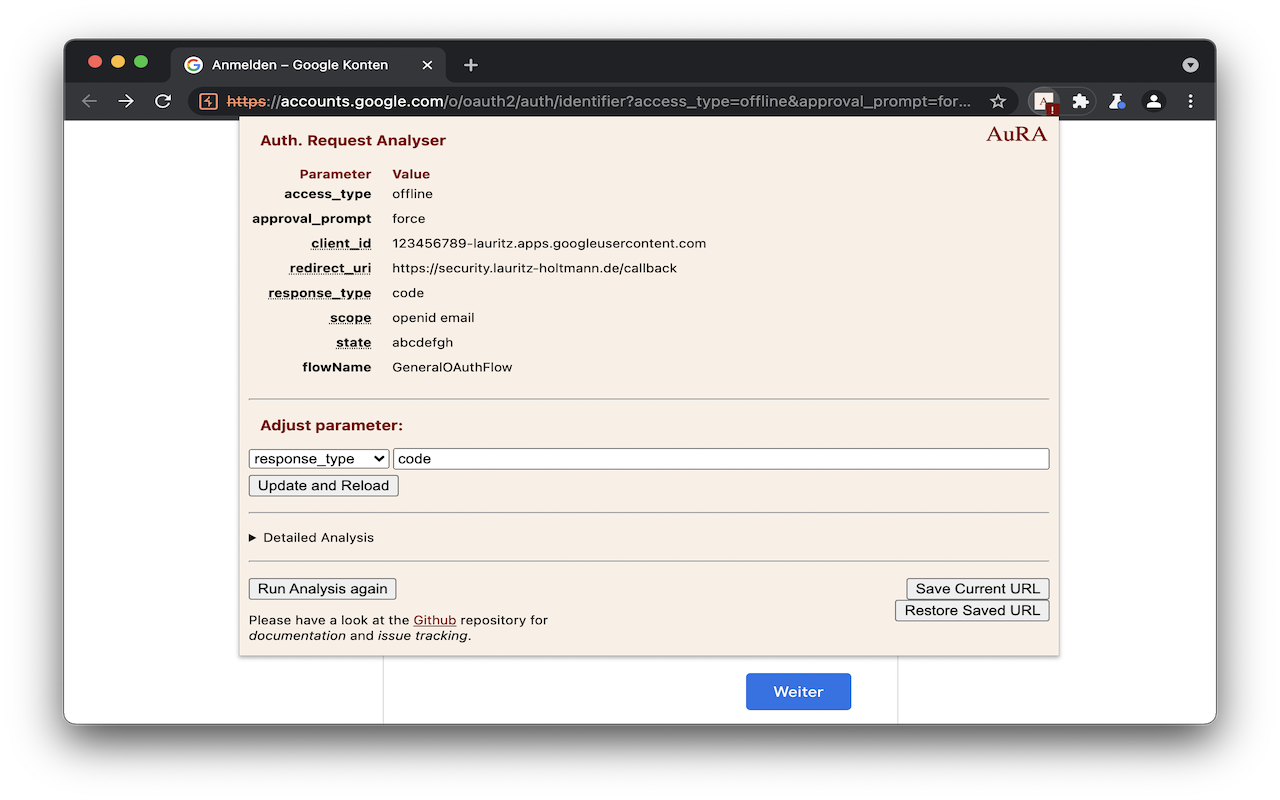 Anmelden – Google Konten
https://accounts.google.com/o/oauth2/auth/identifier?access_type=offline&approval_prompt=for...
A !
Auth. Request Analyser
AuRA
Parameter Value
access_type offline
approval_prompt force
client_id 123456789-lauritz.apps.googleusercontent.com
redirect_uri https://security.lauritz-holtmann.de/callback
response_type code
scope openid email
state abcdefgh
flowName GeneralOAuthFlow
Adjust parameter:
response_type code
Update and Reload
Detailed Analysis
Run Analysis again
Save Current URL
Restore Saved URL
Please have a look at the Github repository for
documentation and issue tracking.
Weiter